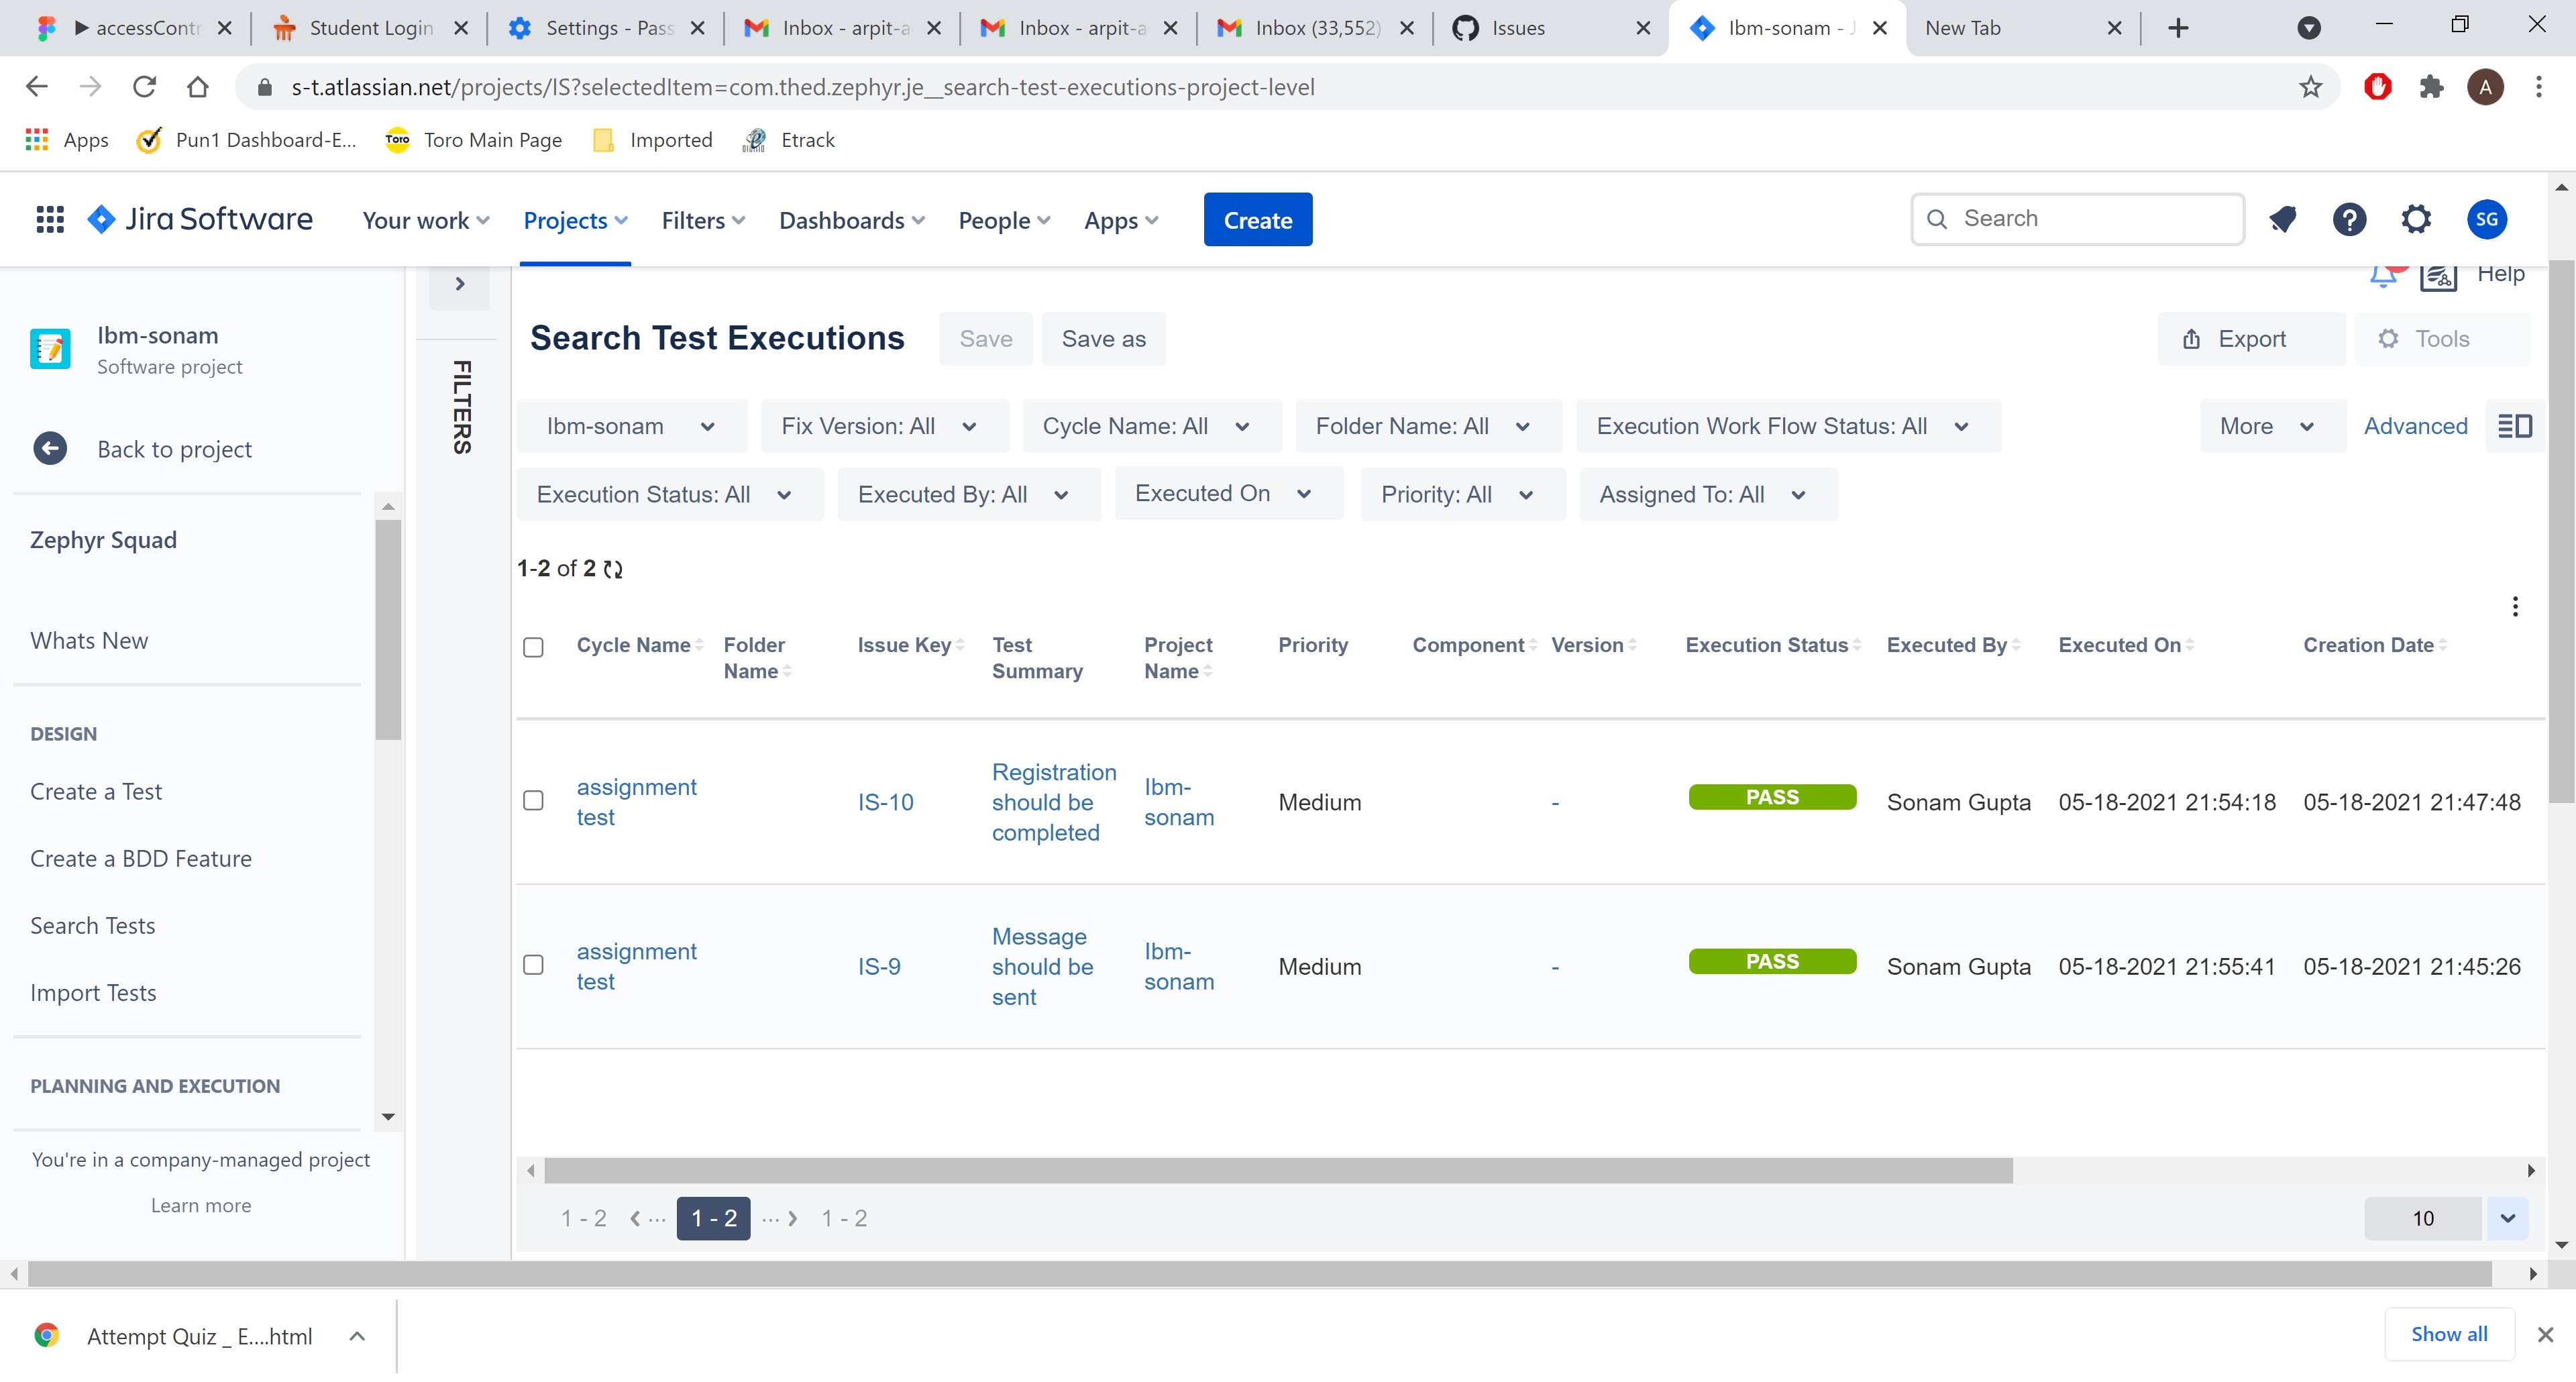 accessContr
Student Login
Settings - Pass
Inbox - arpit-a
Inbox - arpit-a
Inbox (33,552)
Issues
Ibm-sonam - J
New Tab
s-t.atlassian.net/projects/IS?selectedItem=com.thed.zephyr.je__search-test-executions-project-level
A
Apps
Pun1 Dashboard-E...
Toro
Toro Main Page
Imported
Etrack
Jira Software
Your work
Projects
Filters
Dashboards
People
Apps
Create
Search
SG
Help
Ibm-sonam
Software project
Back to project
Zephyr Squad
Whats New
DESIGN
Create a Test
Create a BDD Feature
Search Tests
Import Tests
PLANNING AND EXECUTION
You're in a company-managed project
Learn more
FILTERS
Search Test Executions
Save
Save as
Export
Tools
Ibm-sonam
Fix Version: All
Cycle Name: All
Folder Name: All
Execution Work Flow Status: All
More
Advanced
Execution Status: All
Executed By: All
Executed On
Priority: All
Assigned To: All
1-2 of 2
Cycle Name
Folder Name
Issue Key
Test Summary
Project Name
Priority
Component
Version
Execution Status
Executed By
Executed On
Creation Date
assignment test
IS-10
Registration should be completed
Ibm-sonam
Medium
-
PASS
Sonam Gupta
05-18-2021 21:54:18
05-18-2021 21:47:48
assignment test
IS-9
Message should be sent
Ibm-sonam
Medium
-
PASS
Sonam Gupta
05-18-2021 21:55:41
05-18-2021 21:45:26
1 - 2
...
1 - 2
...
1 - 2
10
Attempt Quiz _ E....html
Show all